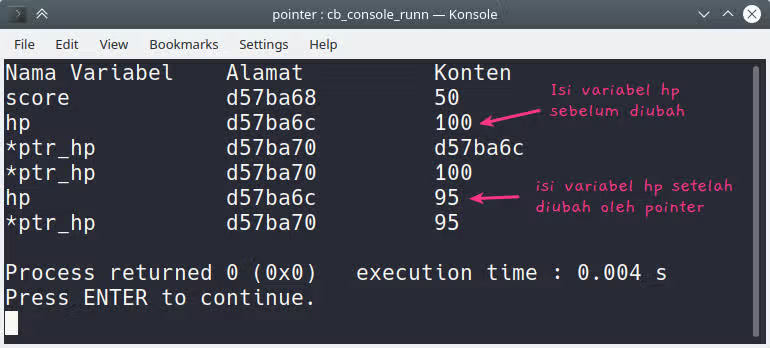 pointer : cb_console_runn — Konsole
File Edit View Bookmarks Settings Help
Nama Variabel Alamat Konten
score d57ba68 50
hp d57ba6c 100
Isi variabel hp
sebelum diubah
*ptr_hp d57ba70 d57ba6c
*ptr_hp d57ba70 100
hp d57ba6c 95
isi variabel hp setelah
diubah oleh pointer
*ptr_hp d57ba70 95
Process returned 0 (0x0) execution time : 0.004 s
Press ENTER to continue.